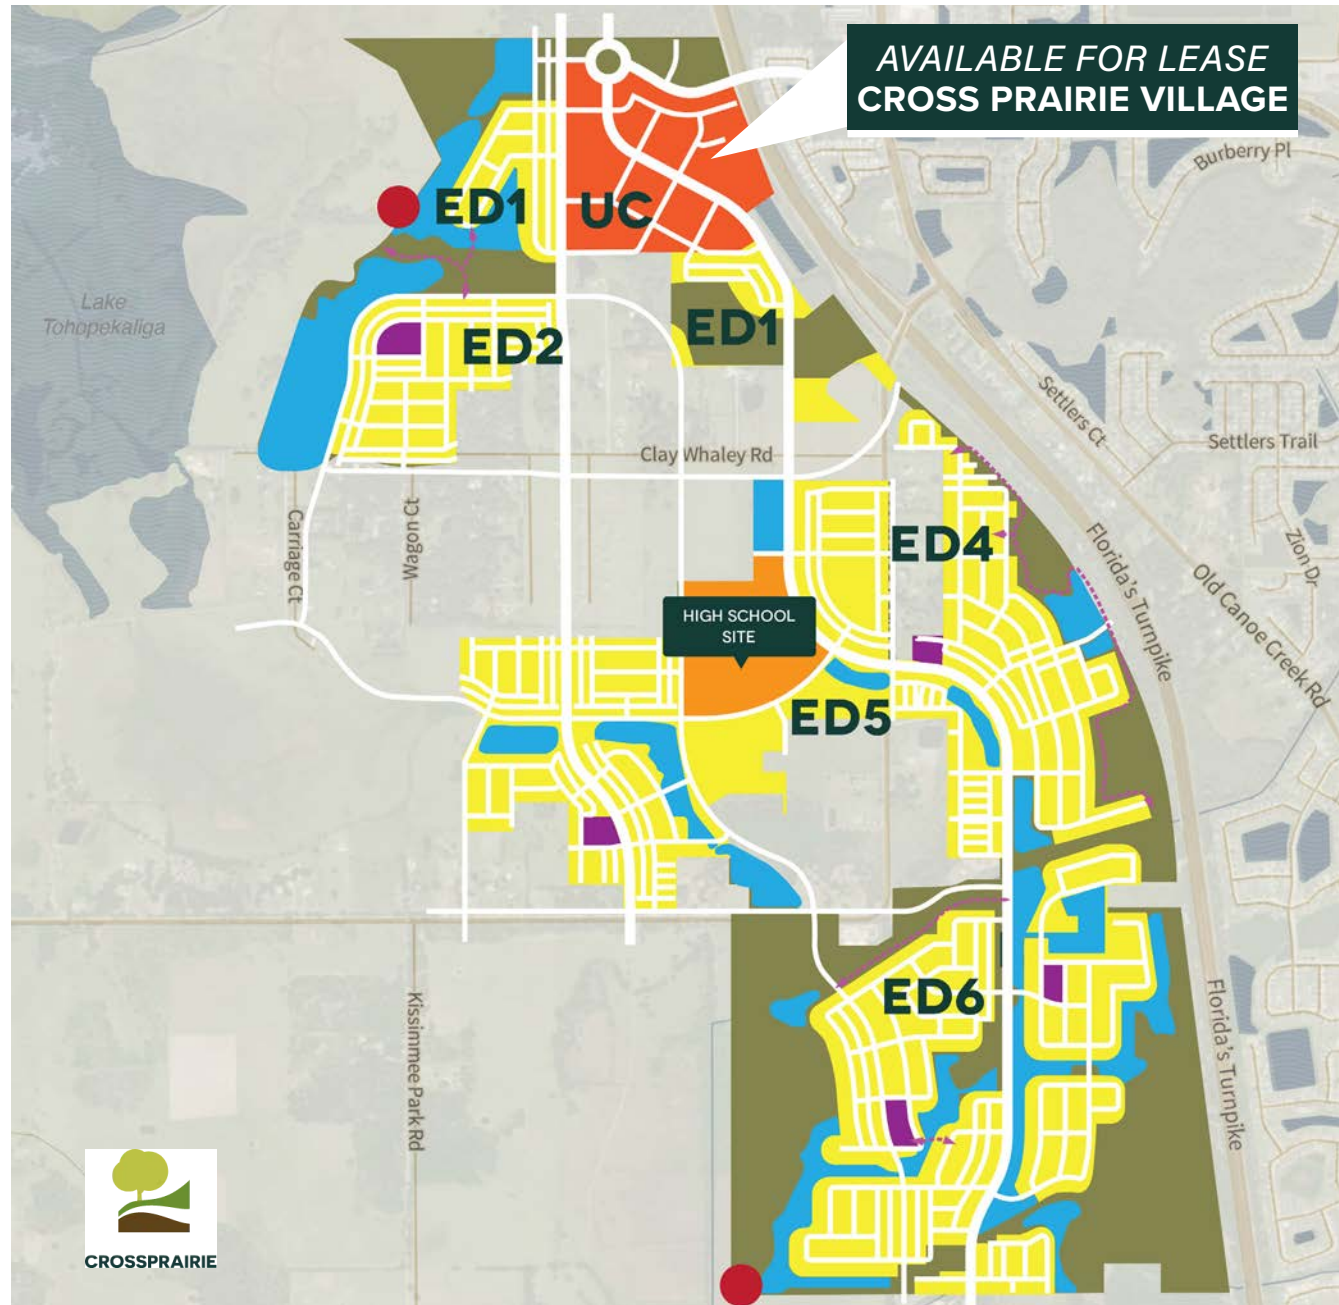 AVAILABLE FOR LEASE
CROSS PRAIRIE VILLAGE
Burberry Pl
ED1
UC
Lake
Tohopekaliga
ED1
ED2
Settlers Ct
Settlers Trail
Clay Whaley Rd
Carriage Ct
Wagon Ct
ED4
Florida's Turnpike
Old Canoe Creek Rd
Zion Dr
HIGH SCHOOL
SITE
ED5
ED6
Kissimmee Park Rd
Florida's Turnpike
CROSSPRAIRIE